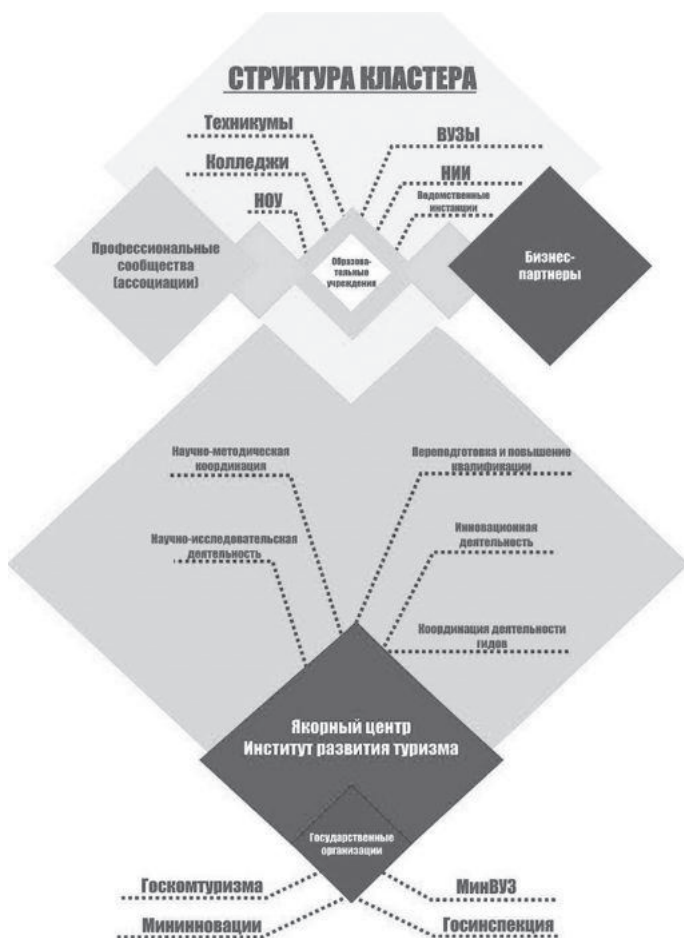 СТРУКТУРА КЛАСТЕРА
Техникумы
ВУЗЫ
Колледжи
НИИ
НОУ
Ведомственные
инстанции
Профессиональные
сообщества
(ассоциации)
Образова-
тельные
учреждения
Бизнес-
партнеры
Научно-методическая
координация
Переподготовка и повышение
квалификации
Научно-исследовательская
деятельность
Инновационная
деятельность
Координация деятельности
гидов
Якорный центр
Институт развития туризма
Государственные
организации
Госкомтуризма
МинВУЗ
Мининновации
Госинспекция